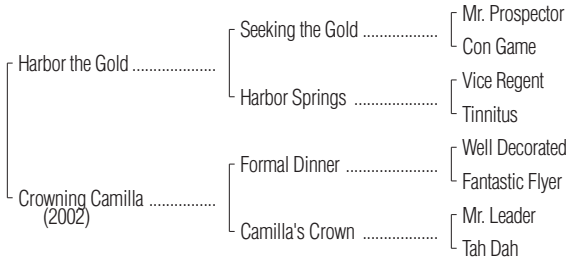 Mr. Prospector
Seeking the Gold ..................
Con Game
Harbor the Gold ....................
Vice Regent
Harbor Springs ....................
Tinnitus
Well Decorated
Formal Dinner ......................
Fantastic Flyer
Crowning Camilla ................
(2002)
Mr. Leader
Camilla's Crown ..................
Tah Dah